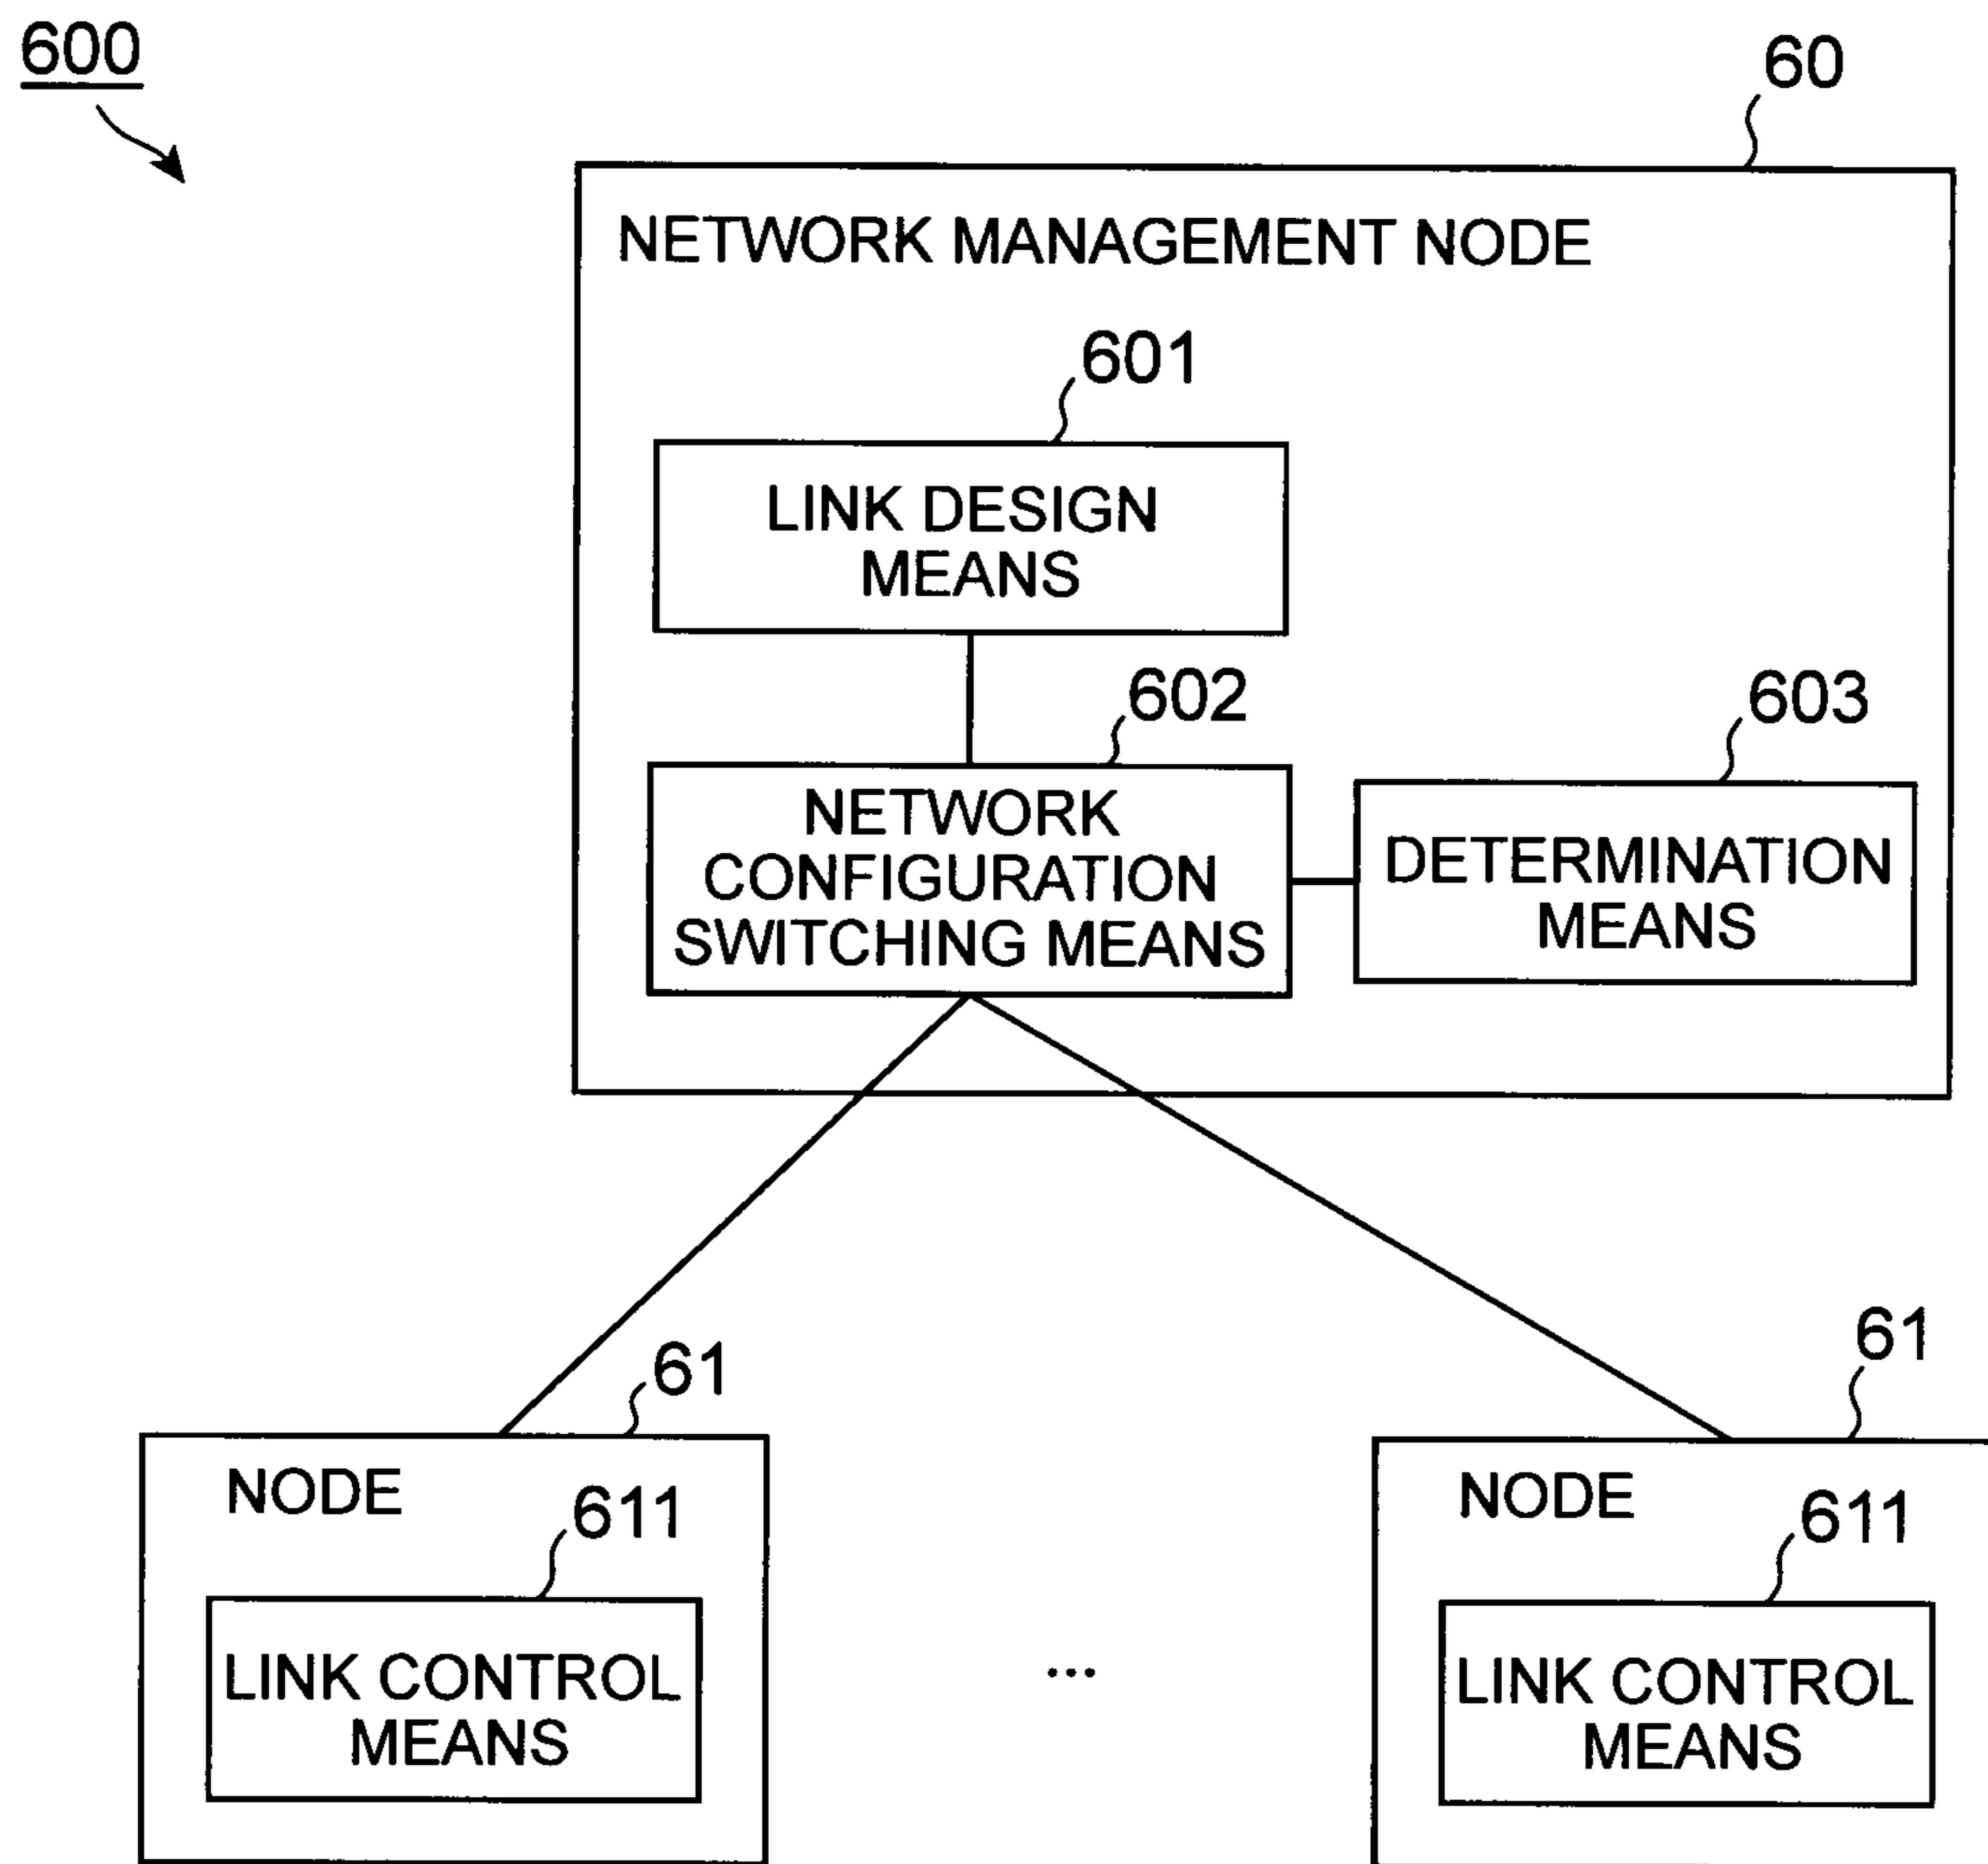 600
60
NETWORK MANAGEMENT NODE
601
LINK DESIGN
MEANS
602
603
NETWORK
CONFIGURATION
SWITCHING MEANS
DETERMINATION
MEANS
61
61
NODE
611
LINK CONTROL
MEANS
...
NODE
611
LINK CONTROL
MEANS